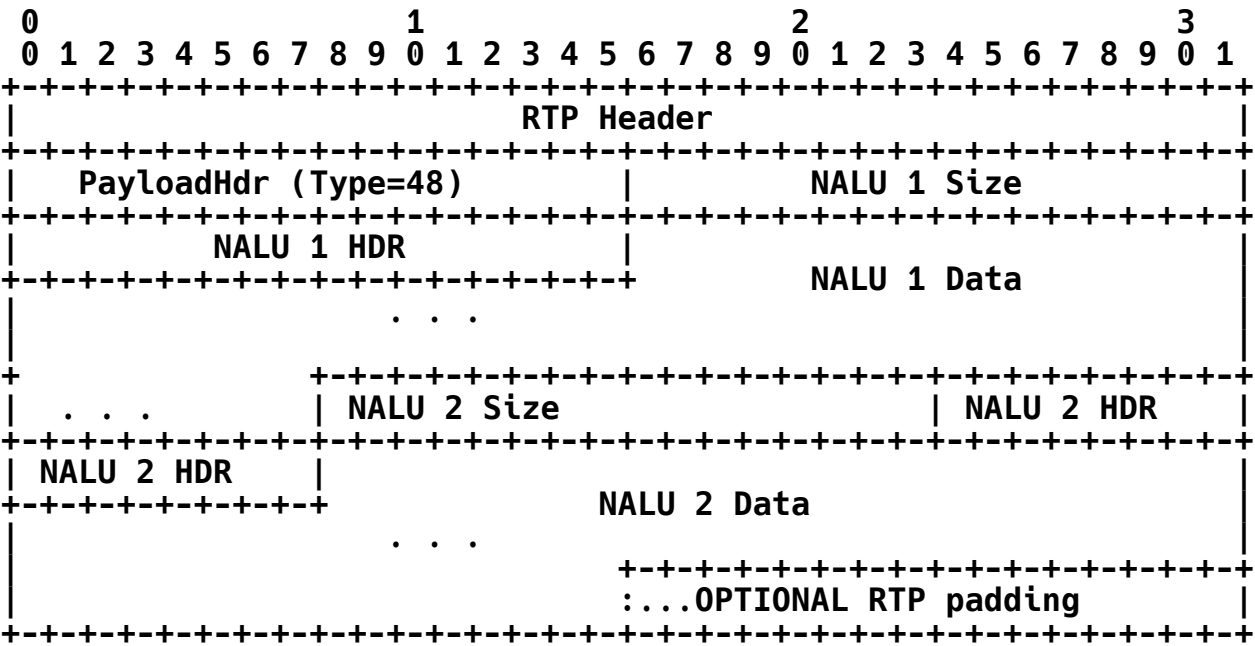 0                   1                   2                   3
 0 1 2 3 4 5 6 7 8 9 0 1 2 3 4 5 6 7 8 9 0 1 2 3 4 5 6 7 8 9 0 1
+-+-+-+-+-+-+-+-+-+-+-+-+-+-+-+-+-+-+-+-+-+-+-+-+-+-+-+-+-+-+-+-+
|                          RTP Header                           |
+-+-+-+-+-+-+-+-+-+-+-+-+-+-+-+-+-+-+-+-+-+-+-+-+-+-+-+-+-+-+-+-+
|   PayloadHdr (Type=48)        |         NALU 1 Size           |
+-+-+-+-+-+-+-+-+-+-+-+-+-+-+-+-+-+-+-+-+-+-+-+-+-+-+-+-+-+-+-+-+
|          NALU 1 HDR           |                               |
+-+-+-+-+-+-+-+-+-+-+-+-+-+-+-+-+         NALU 1 Data           |
|                   . . .                                       |
|                                                               |
+               +-+-+-+-+-+-+-+-+-+-+-+-+-+-+-+-+-+-+-+-+-+-+-+-+
|  . . .        | NALU 2 Size                   | NALU 2 HDR    |
+-+-+-+-+-+-+-+-+-+-+-+-+-+-+-+-+-+-+-+-+-+-+-+-+-+-+-+-+-+-+-+-+
| NALU 2 HDR    |                                               |
+-+-+-+-+-+-+-+-+              NALU 2 Data                      |
|                   . . .                                       |
|                               +-+-+-+-+-+-+-+-+-+-+-+-+-+-+-+-+
|                               :...OPTIONAL RTP padding        |
+-+-+-+-+-+-+-+-+-+-+-+-+-+-+-+-+-+-+-+-+-+-+-+-+-+-+-+-+-+-+-+-+